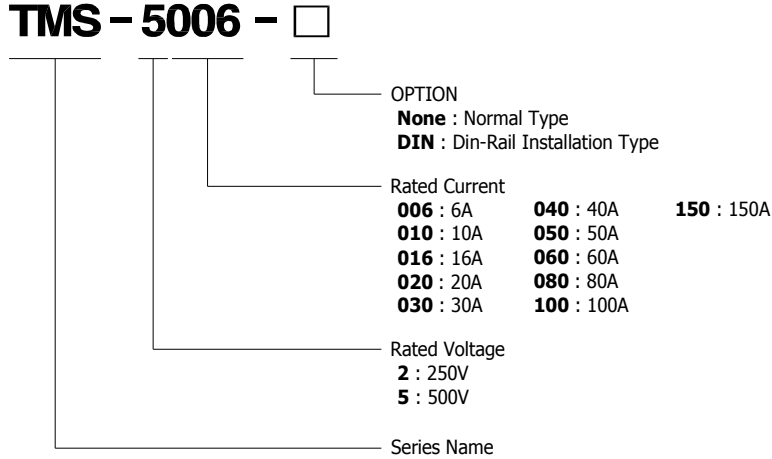 TMS – 5006 – □
OPTION
None : Normal Type
DIN : Din-Rail Installation Type
Rated Current
006 : 6A 040 : 40A 150 : 150A
010 : 10A 050 : 50A
016 : 16A 060 : 60A
020 : 20A 080 : 80A
030 : 30A 100 : 100A
Rated Voltage
2 : 250V
5 : 500V
Series Name